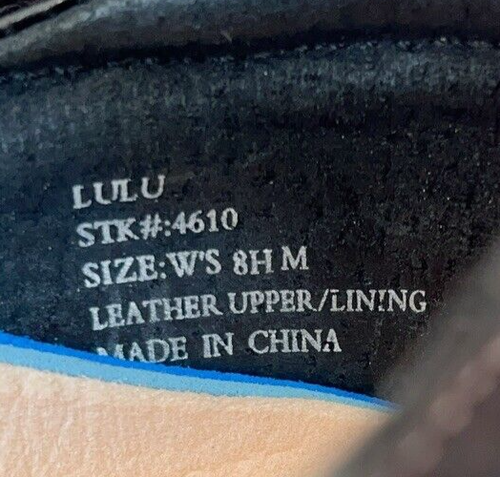 LULU
STK#:4610
SIZE:W'S 8H M
LEATHER UPPER/LINING
MADE IN CHINA